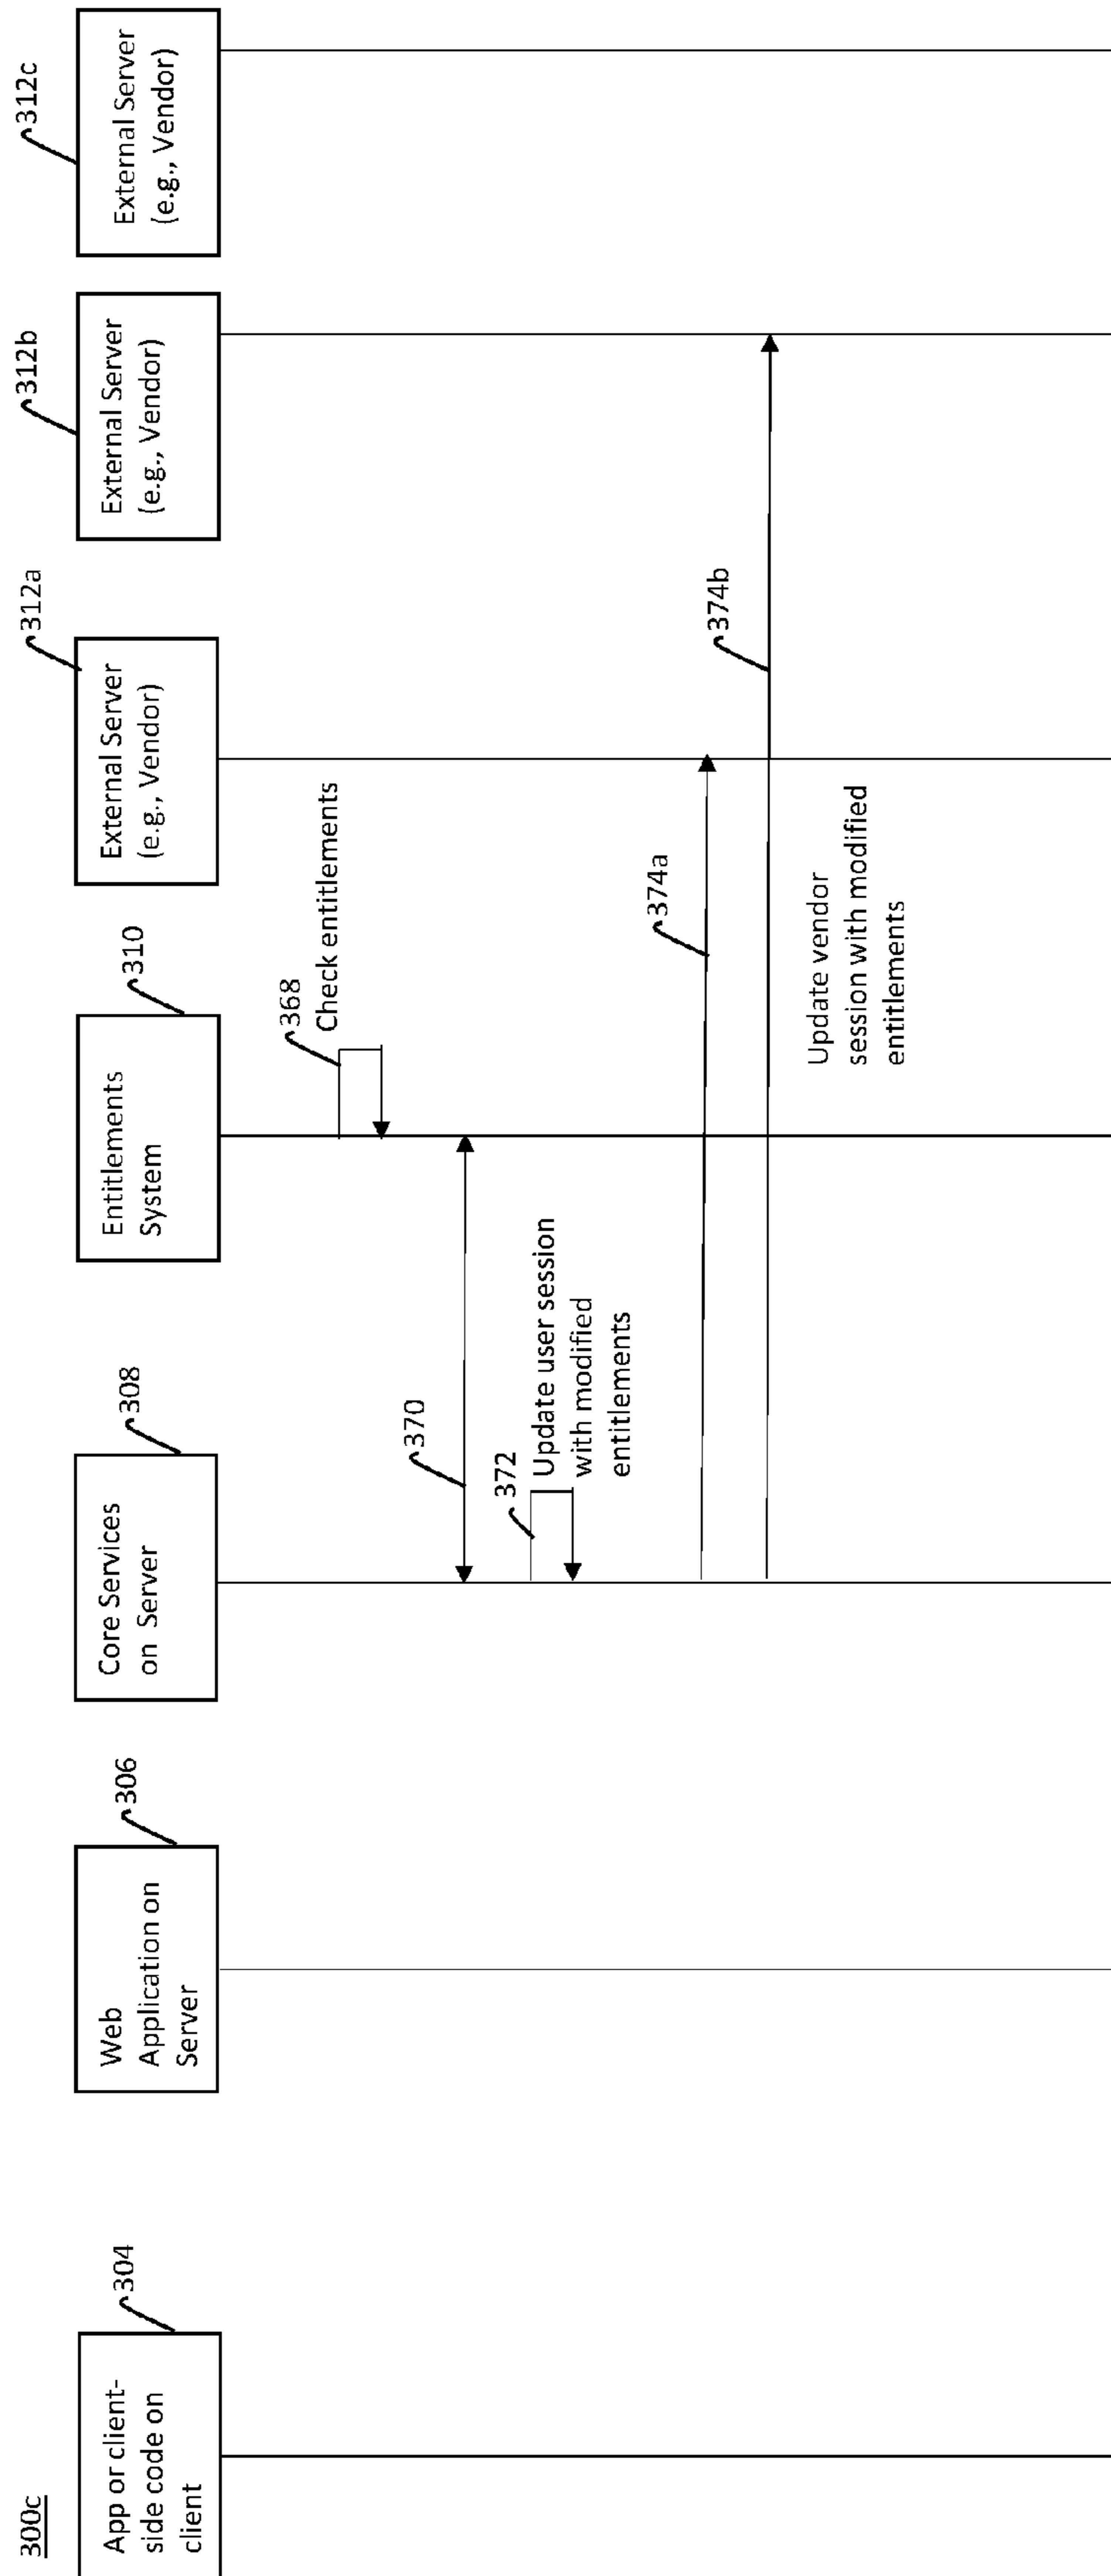 300c
304
App or client-
side code on
client
306
Web
Application on
Server
308
Core Services
on Server
310
Entitlements
System
312a
External Server
(e.g., Vendor)
312b
External Server
(e.g., Vendor)
312c
External Server
(e.g., Vendor)
368
Check entitlements
370
372
Update user session
with modified
entitlements
374a
374b
Update vendor
session with modified
entitlements